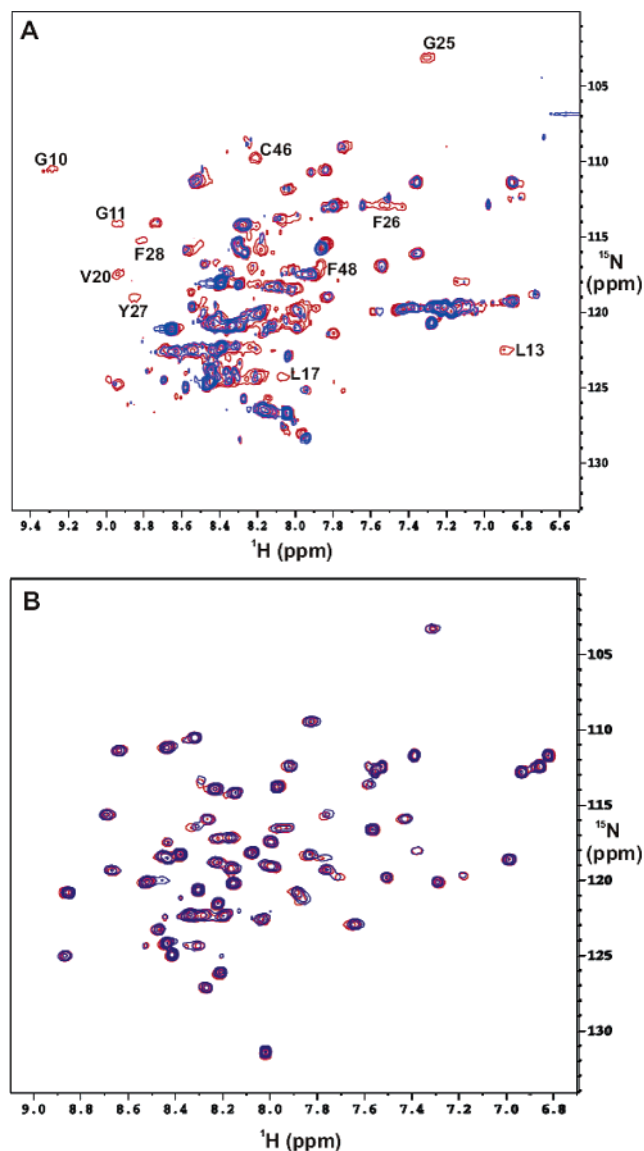 A
G25
G10
C46
G11
F26
F28
V20
F48
Y27
L13
L17
105
110
115
15N
(ppm)
120
125
130
9.4 9.2 9.0 8.8 8.6 8.4 8.2 8.0 7.8 7.6 7.4 7.2 7.0 6.8 6.6
1H (ppm)
B
105
110
115
15N
(ppm)
120
125
130
9.0 8.8 8.6 8.4 8.2 8.0 7.8 7.6 7.4 7.2 7.0 6.8
1H (ppm)